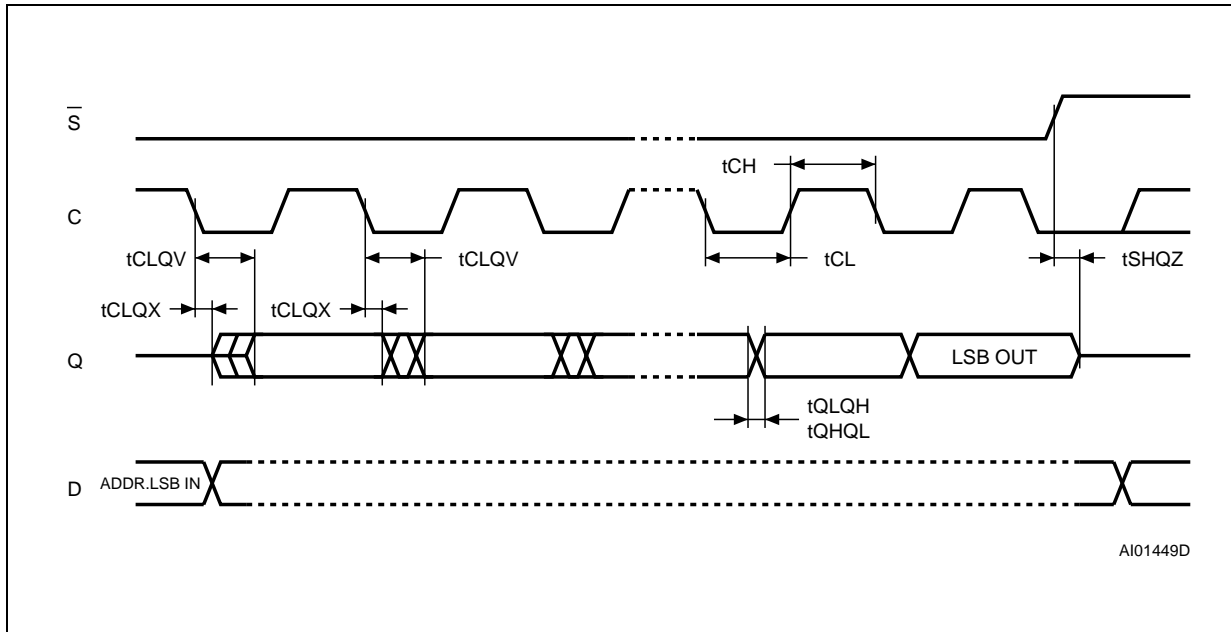 S
tCH
C
tCLQV
tCLQV
tCL
tSHQZ
tCLQX
tCLQX
Q
LSB OUT
tQLQH
tQHQL
D
ADDR.LSB IN
AI01449D